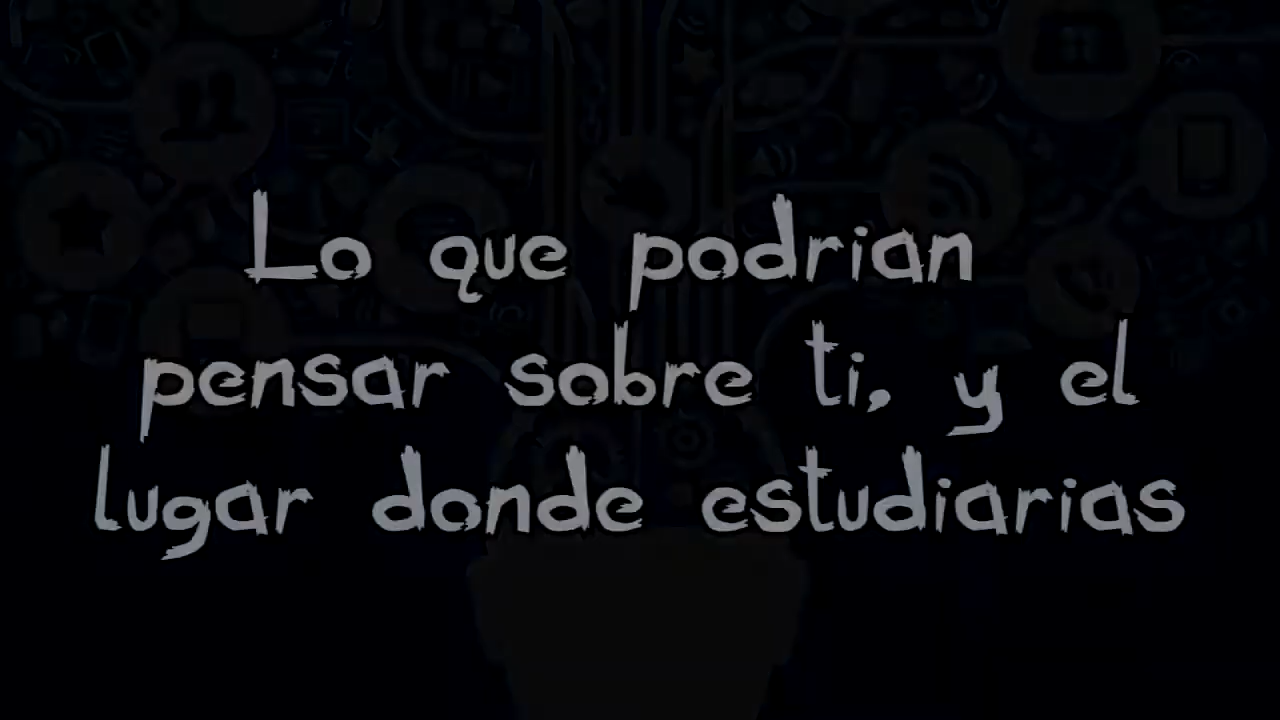 Lo que podrian
pensar sobre ti, y el
lugar donde estudiarias